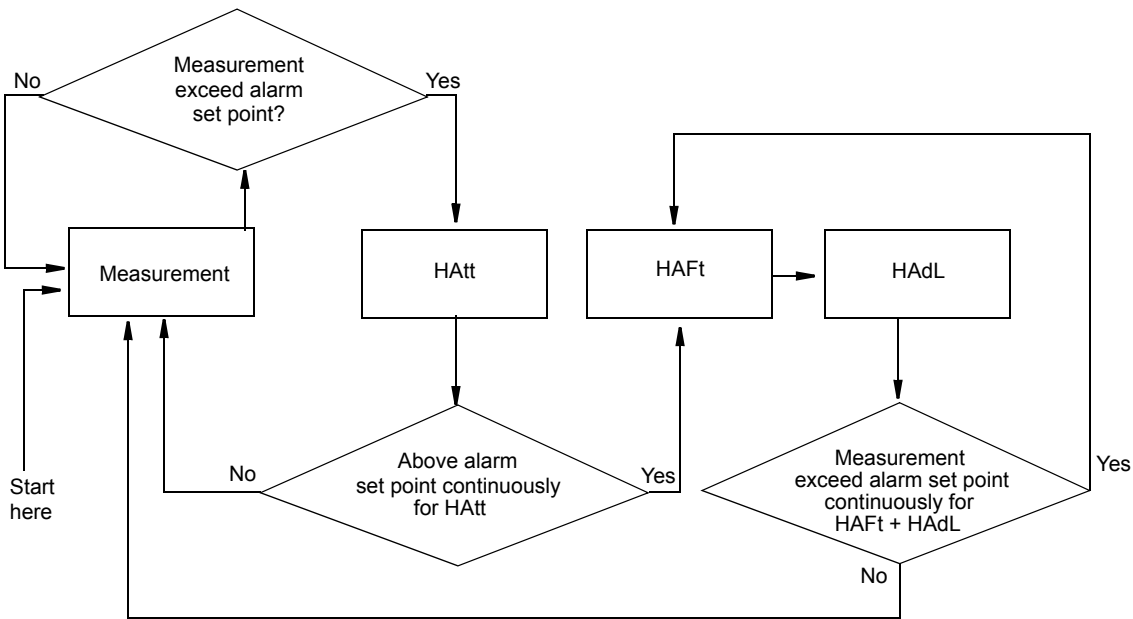 Measurement
exceed alarm
set point?
No
Yes
Measurement
HAtt
HAFt
HAdL
Start
here
No
Above alarm
set point continuously
for HAtt
Yes
Measurement
exceed alarm set point
continuously for
HAFt + HAdL
Yes
No